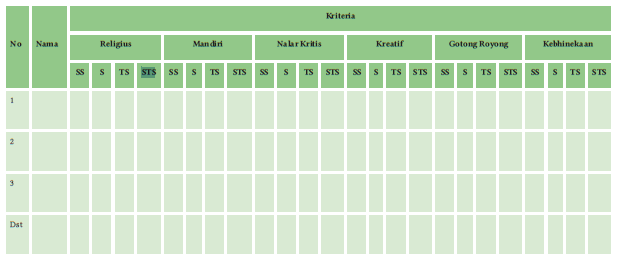 Kriteria
No Nama Religius Mandiri Nalar Kritis Kreatif Gotong Royong Kebhinekaan
SS S TS STS SS S TS STS SS S TS STS SS S TS STS SS S TS STS SS S TS STS
1
2
3
Dst